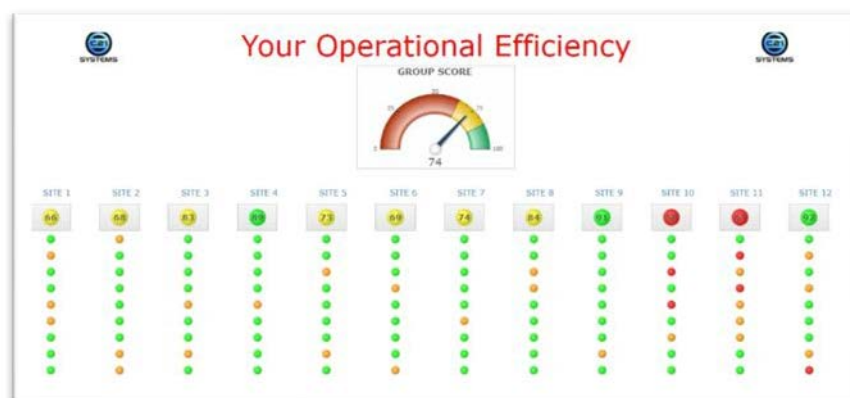 Your Operational Efficiency
SYSTEMS
SYSTEMS
GROUP SCORE
0 25 50 75 100
74
SITE 1 SITE 2 SITE 3 SITE 4 SITE 5 SITE 6 SITE 7 SITE 8 SITE 9 SITE 10 SITE 11 SITE 12
66 68 83 89 73 69 74 84 91 92